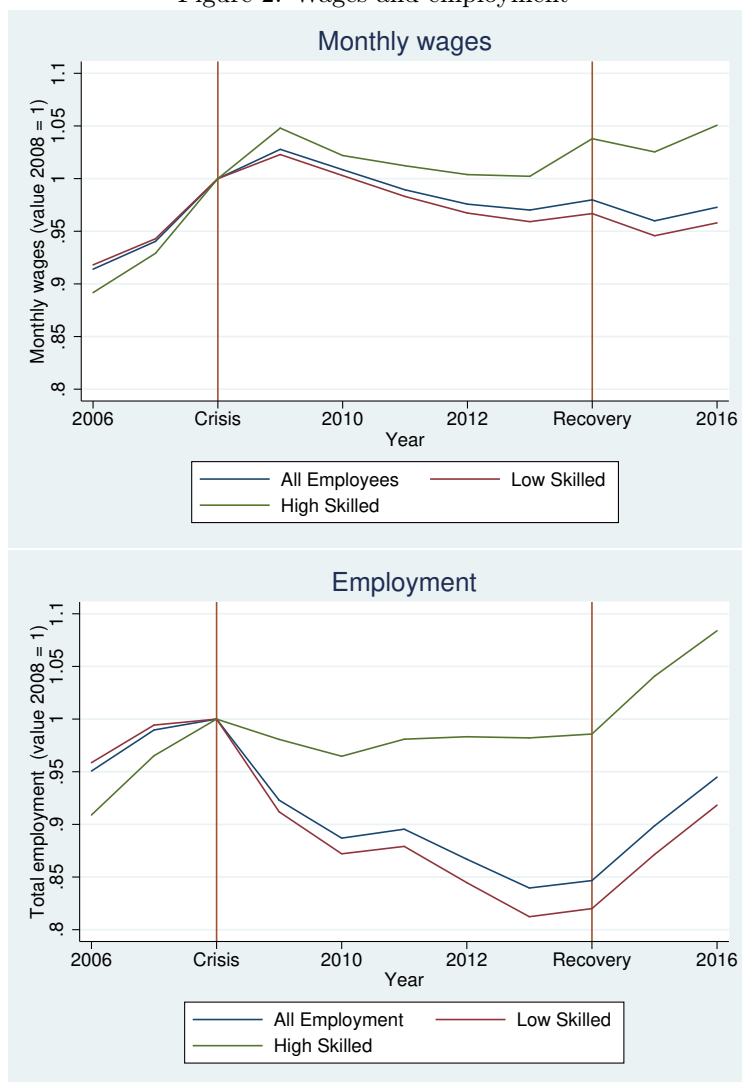 Figure 2: Wages and employment
Monthly wages
Monthly wages (value 2008 = 1)
1.1
1.05
1
.95
.9
.85
.8
2006 Crisis 2010 2012 Recovery 2016
Year
All Employees Low Skilled
High Skilled
Employment
Total employment (value 2008 = 1)
1.1
1.05
1
.95
.9
.85
.8
2006 Crisis 2010 2012 Recovery 2016
Year
All Employment Low Skilled
High Skilled